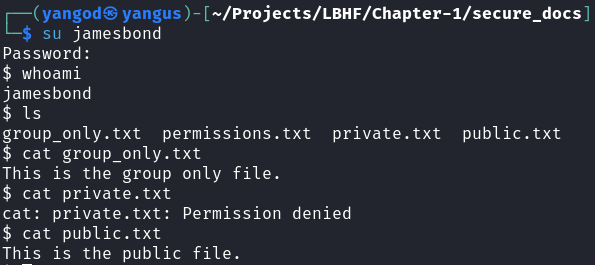 ┌──(yangod㉿yangus)-[~/Projects/LBHF/Chapter-1/secure_docs]
└─$ su jamesbond
Password:
$ whoami
jamesbond
$ ls
group_only.txt  permissions.txt  private.txt  public.txt
$ cat group_only.txt
This is the group only file.
$ cat private.txt
cat: private.txt: Permission denied
$ cat public.txt
This is the public file.